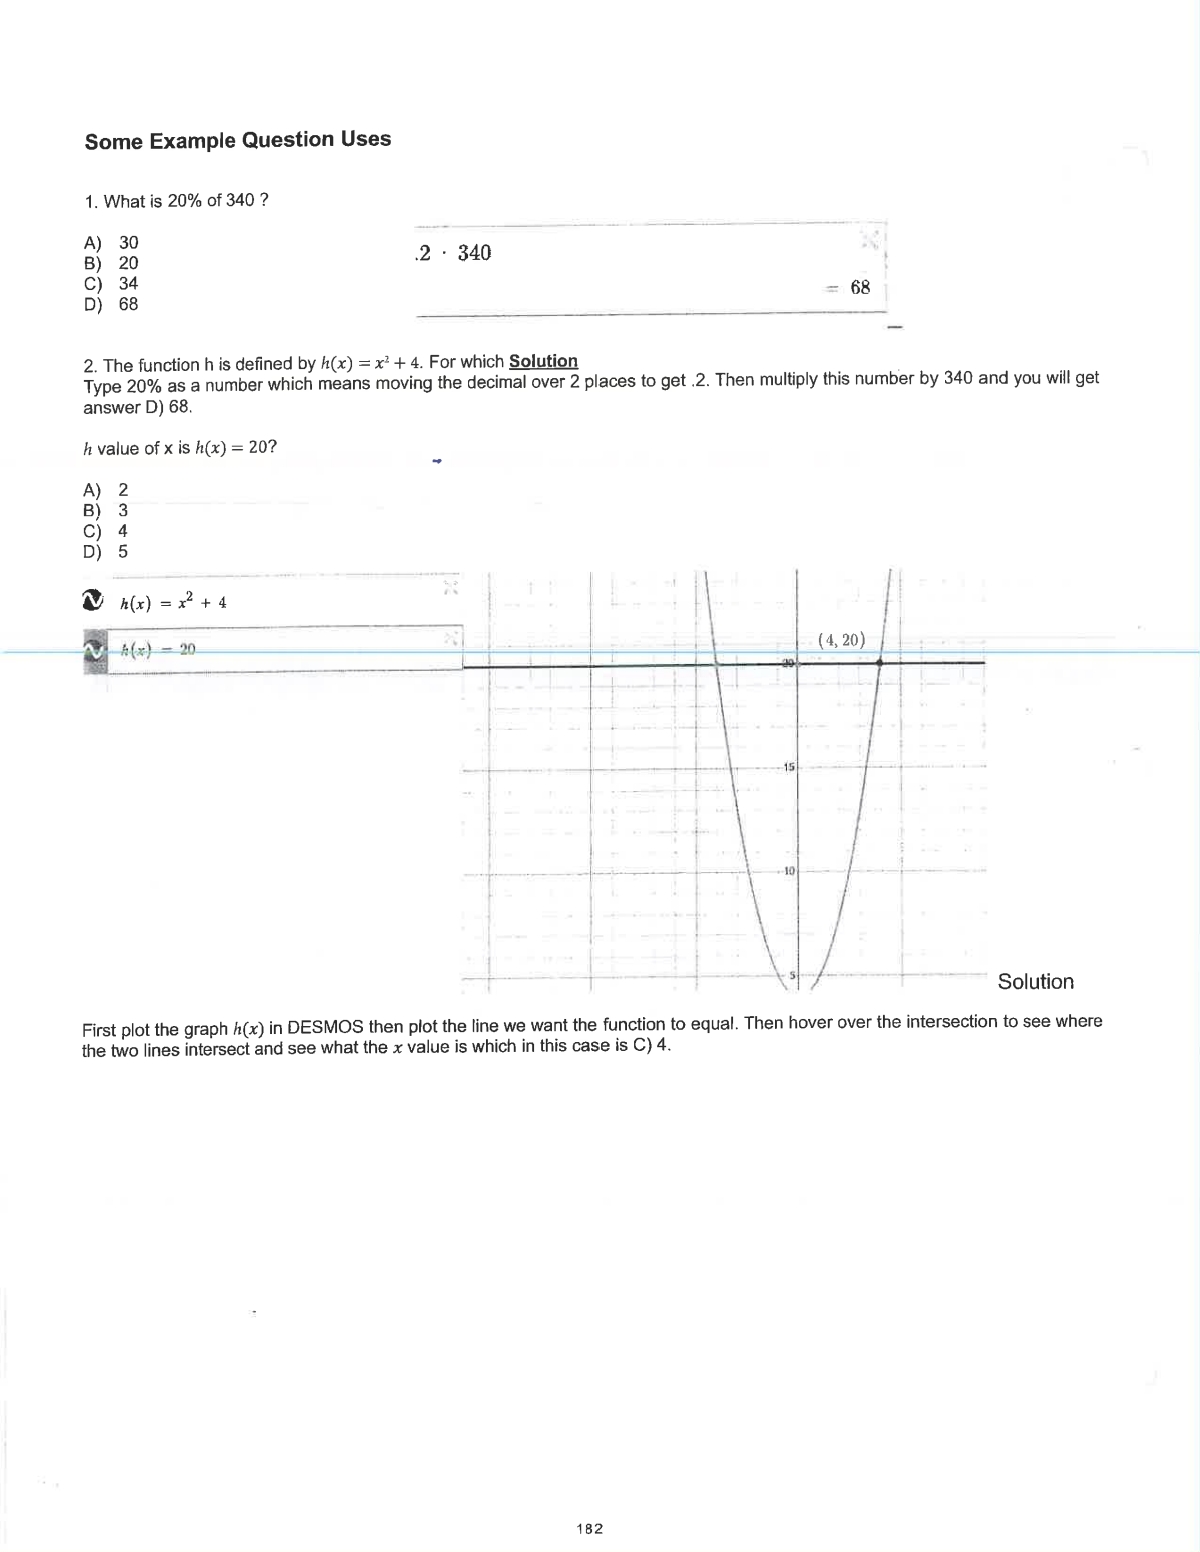 Some Example Question Uses
1. What is 20% of 340 ?
A) 30
B) 20
C) 34
D) 68
.2 · 340
= 68
2. The function h is defined by h(x) = x² + 4. For which Solution
Type 20% as a number which means moving the decimal over 2 places to get .2. Then multiply this number by 340 and you will get
answer D) 68.
h value of x is h(x) = 20?
A) 2
B) 3
C) 4
D) 5
h(x) = x² + 4
h(x) = 20
(4, 20)
20
15
10
5
Solution
First plot the graph h(x) in DESMOS then plot the line we want the function to equal. Then hover over the intersection to see where
the two lines intersect and see what the x value is which in this case is C) 4.
182